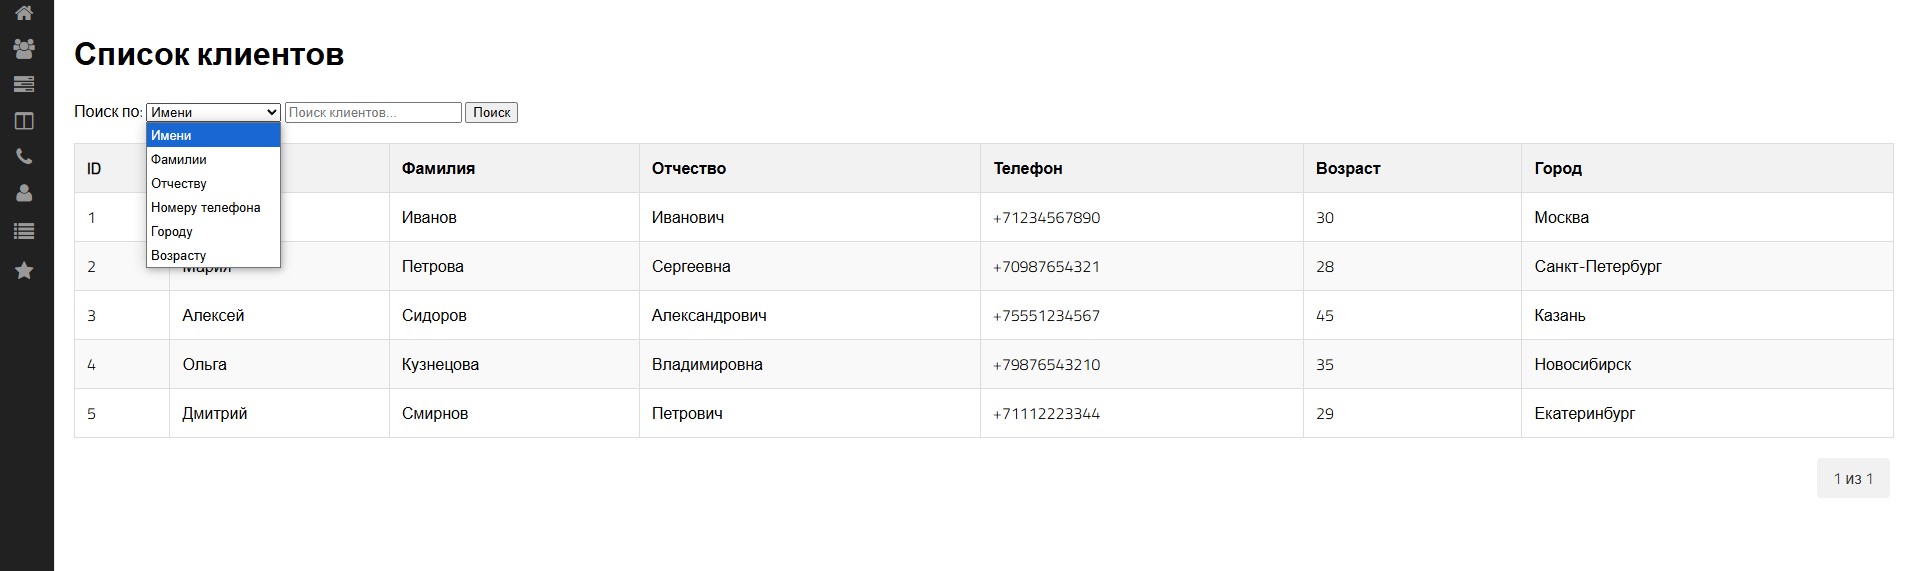 Список клиентов
Поиск по: Имени Поиск клиентов... Поиск
Имени
Фамилии
Отчеству
Номеру телефона
Городу
Возрасту
ID Фамилия Отчество Телефон Возраст Город
1 Иванов Иванович +71234567890 30 Москва
2 Мария Петрова Сергеевна +70987654321 28 Санкт-Петербург
3 Алексей Сидоров Александрович +75551234567 45 Казань
4 Ольга Кузнецова Владимировна +79876543210 35 Новосибирск
5 Дмитрий Смирнов Петрович +71112223344 29 Екатеринбург
1 из 1